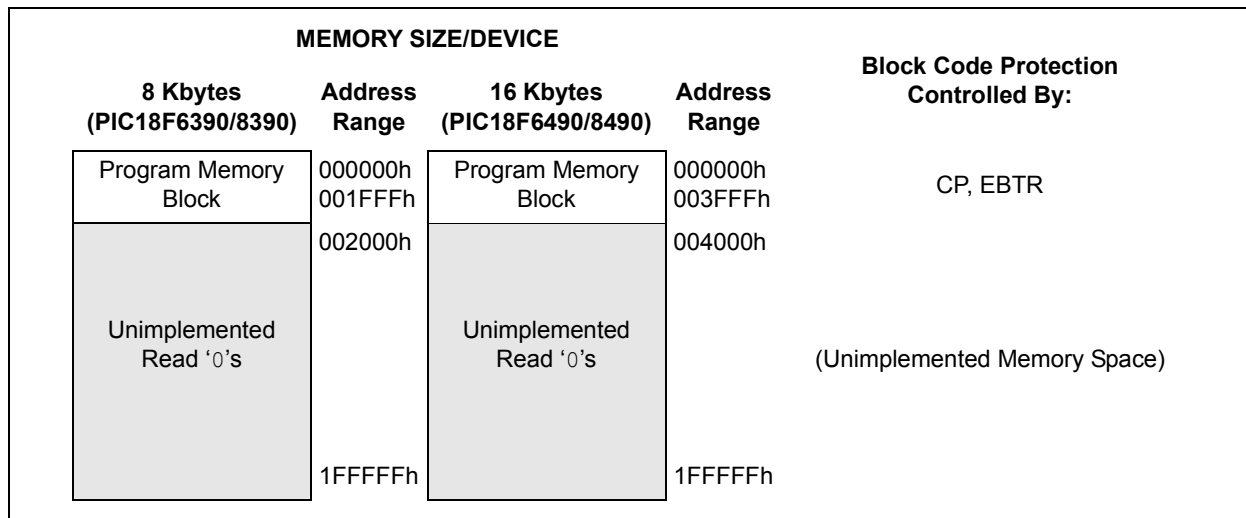 MEMORY SIZE/DEVICE
Block Code Protection
Controlled By:
8 Kbytes
(PIC18F6390/8390)
Address
Range
16 Kbytes
(PIC18F6490/8490)
Address
Range
Program Memory
Block
000000h
001FFFh
Program Memory
Block
000000h
003FFFh
CP, EBTR
002000h
004000h
Unimplemented
Read ‘0’s
Unimplemented
Read ‘0’s
(Unimplemented Memory Space)
1FFFFFh
1FFFFFh